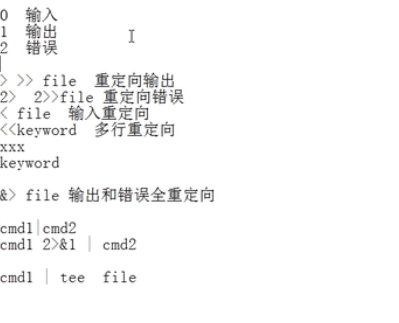 0 输入
1 输出
2 错误
> >> file 重定向输出
2> 2>>file 重定向错误
< file 输入重定向
<<keyword 多行重定向
xxx
keyword
&> file 输出和错误全重定向
cmd1|cmd2
cmd1 2>&1 | cmd2
cmd1 | tee file